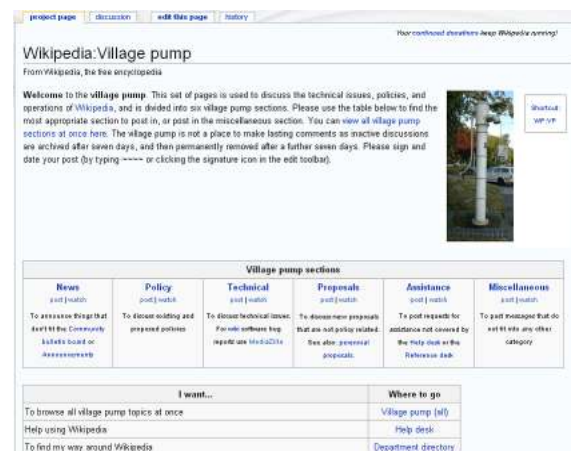 project page discussion edit this page history
Your continued donations keep Wikipedia running!
Wikipedia:Village pump
From Wikipedia, the free encyclopedia
Welcome to the village pump. This set of pages is used to discuss the technical issues, policies, and
operations of Wikipedia, and is divided into six village pump sections. Please use the table below to find the
most appropriate section to post in, or post in the miscellaneous section. You can view all village pump
sections at once here. The village pump is not a place to make lasting
comments as inactive discussions
are archived after seven days, and then permanently removed after a further seven days. Please sign and
date your post (by typing ~~~~ or clicking the signature icon in the edit toolbar).
Shortcut:
WP:VP
Village pump sections
News
post | watch
To announce things that
don't fit the Community
bulletin board or
Announcements
Policy
post | watch
To discuss existing and
proposed policies
Technical
post | watch
To discuss technical issues.
For wiki software bug
reports use MediaZilla
Proposals
post | watch
To discuss new proposals
that are not policy related.
See also: perennial
proposals.
Assistance
post | watch
To post requests for
assistance not covered by
the Help desk or the
Reference desk
Miscellaneous
post | watch
To post messages that do
not fit into any other
category
I want... Where to go
To browse all village pump topics at once Village pump (all)
Help using Wikipedia Help desk
To find my way around Wikipedia Department directory